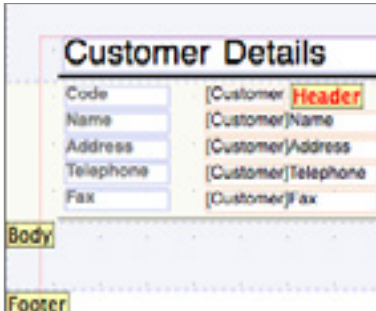 Customer Details
Code [Customer Header
Name [Customer]Name
Address [Customer]Address
Telephone [Customer]Telephone
Fax [Customer]Fax
Body
Footer